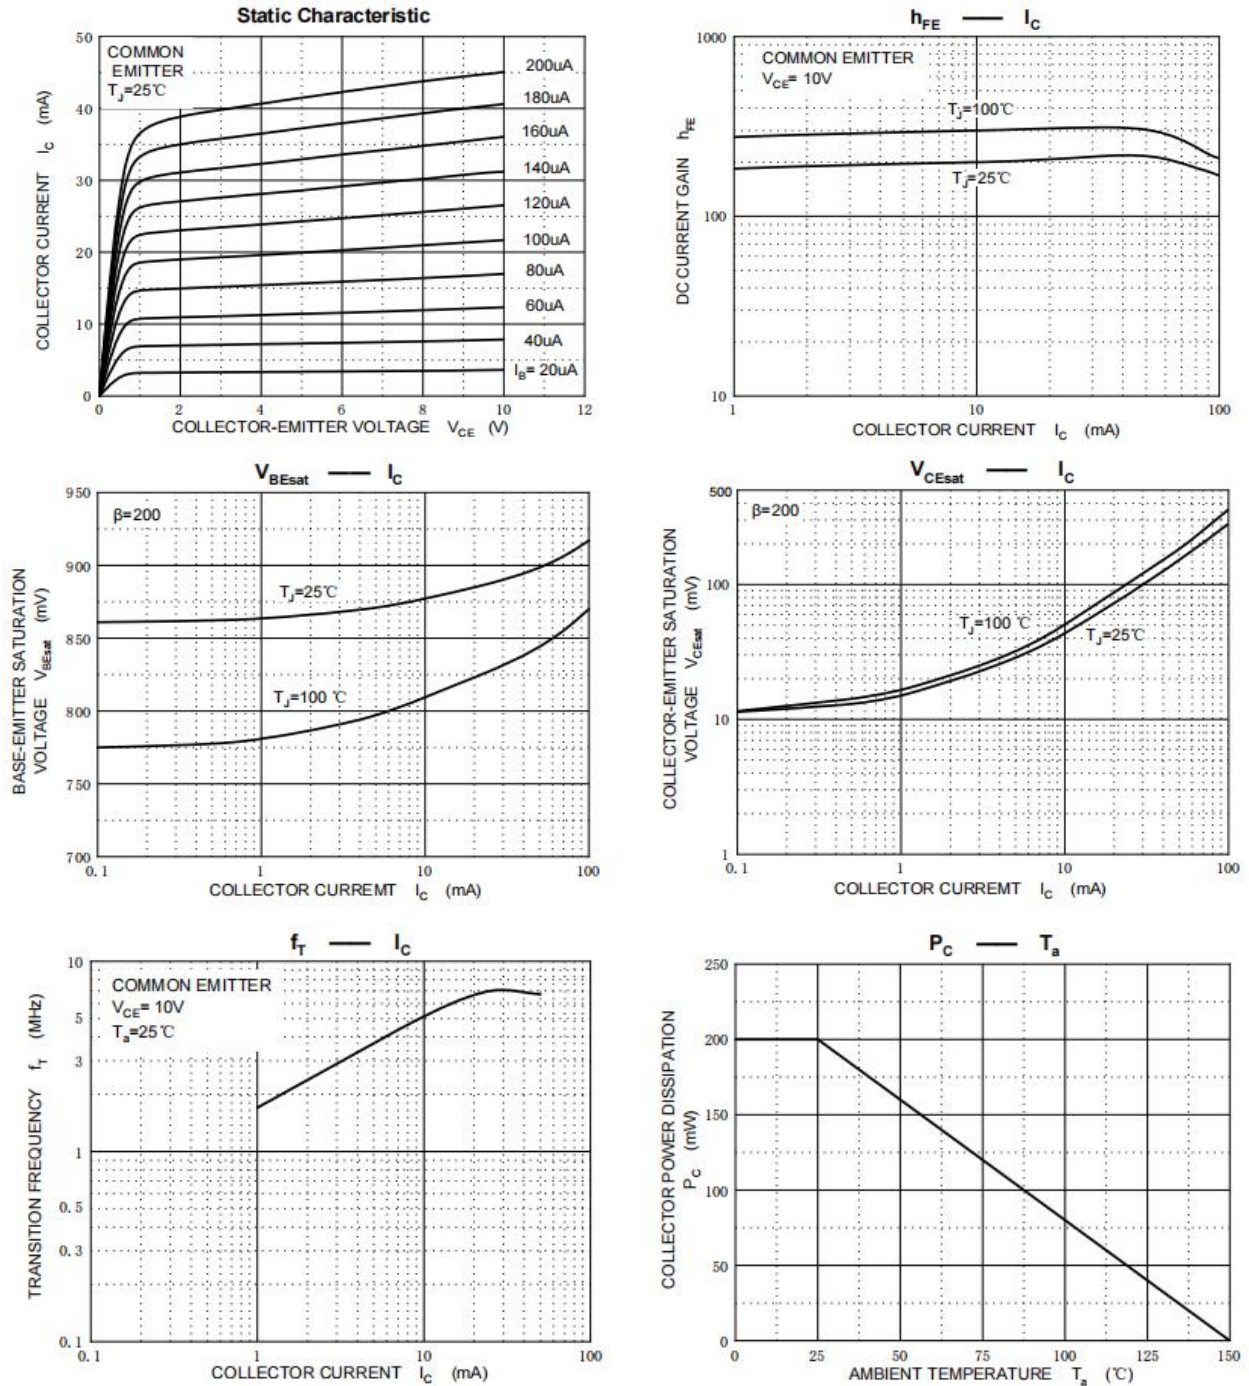 Static Characteristic
50
40
30
20
10
0
COMMON
EMITTER
TJ=25℃
200uA
180uA
160uA
140uA
120uA
100uA
80uA
60uA
40uA
IB= 20uA
0 2 4 6 8 10 12
COLLECTOR CURRENT IC (mA)
COLLECTOR-EMITTER VOLTAGE VCE (V)
hFE —— IC
1000
100
10
COMMON EMITTER
VCE= 10V
Tj=100℃
TJ=25℃
1 10 100
DC CURRENT GAIN hFE
COLLECTOR CURRENT IC (mA)
VBEsat —— IC
950
900
850
800
750
700
β=200
TJ=25℃
TJ=100 ℃
0.1 1 10 100
BASE-EMITTER SATURATION
VOLTAGE VBEsat (mV)
COLLECTOR CURREMT IC (mA)
VCEsat —— IC
500
100
10
1
β=200
TJ=100 ℃
TJ=25℃
0.1 1 10 100
COLLECTOR-EMITTER SATURATION
VOLTAGE VCEsat (mV)
COLLECTOR CURREMT IC (mA)
fT —— IC
10
5
3
1
0.5
0.3
0.1
COMMON EMITTER
VCE= 10V
Ta=25℃
0.1 1 10 100
TRANSITION FREQUENCY fT (MHz)
COLLECTOR CURRENT IC (mA)
PC —— Ta
250
200
150
100
50
0
0 25 50 75 100 125 150
COLLECTOR POWER DISSIPATION
PC (mW)
AMBIENT TEMPERATURE Ta (℃)